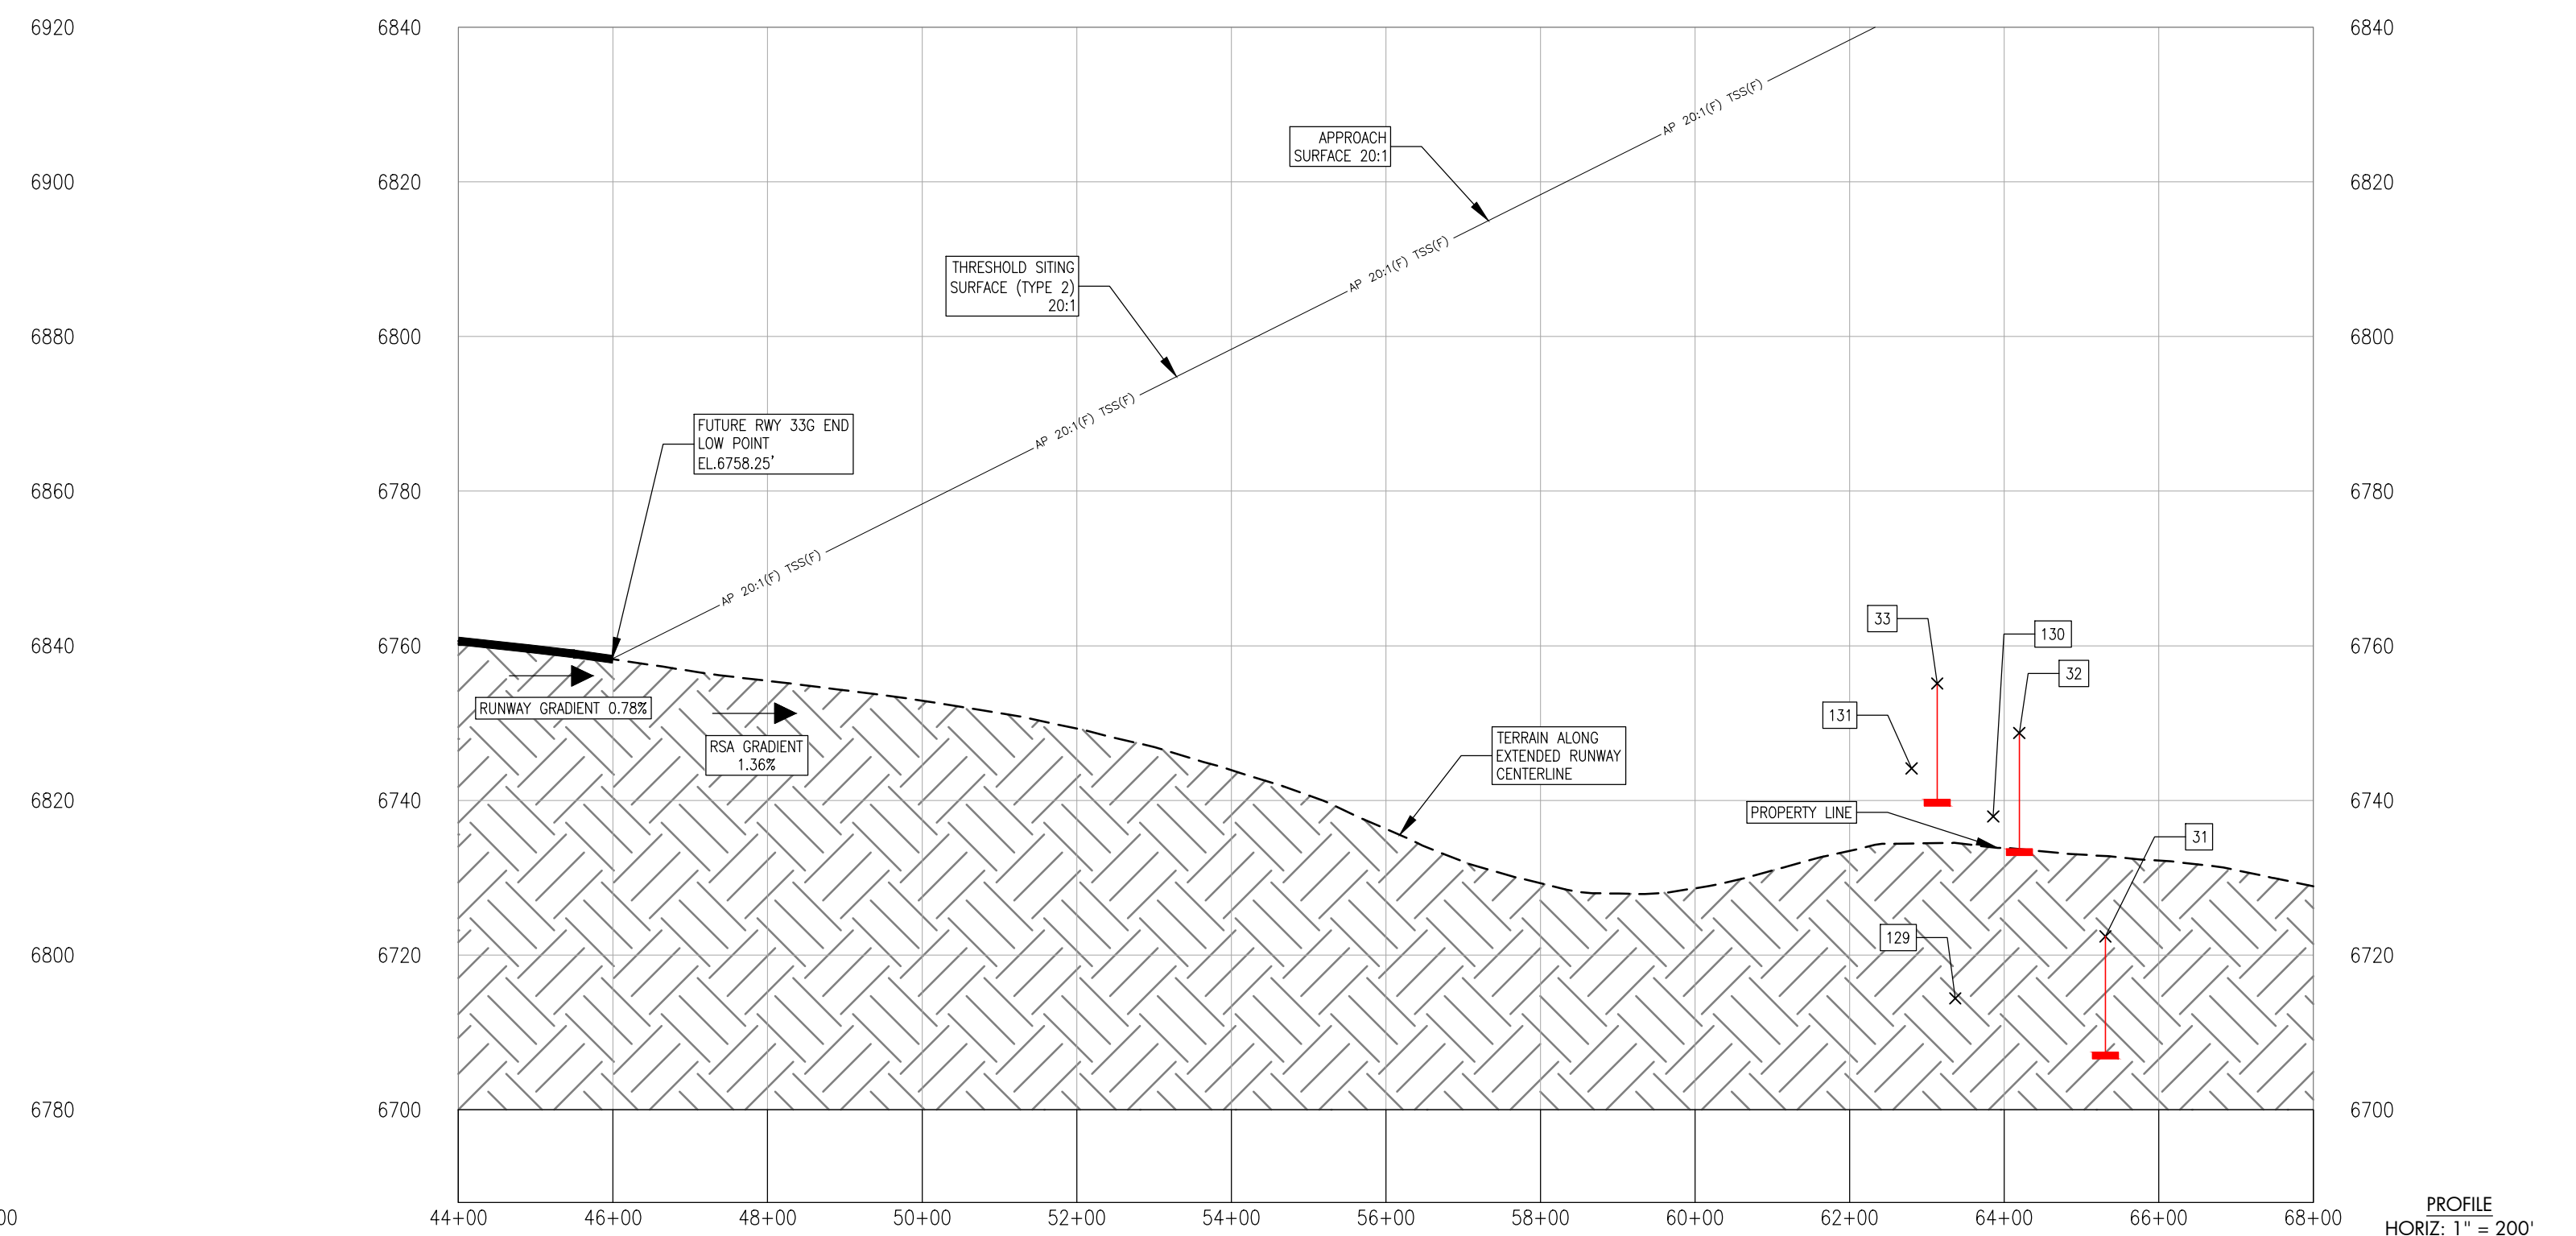 6920
6900
6880
6860
6840
6820
6800
6780
00
6840
6820
6800
6780
6760
6740
6720
6700
APPROACH
SURFACE 20:1
THRESHOLD SITING
SURFACE (TYPE 2)
20:1
FUTURE RWY 33G END
LOW POINT
EL.6758.25'
AP 20:1(F) TSS(F)
AP 20:1(F) TSS(F)
AP 20:1(F) TSS(F)
AP 20:1(F) TSS(F)
RUNWAY GRADIENT 0.78%
RSA GRADIENT
1.36%
TERRAIN ALONG
EXTENDED RUNWAY
CENTERLINE
PROPERTY LINE
33
130
32
131
31
129
6840
6820
6800
6780
6760
6740
6720
6700
44+00 46+00 48+00 50+00 52+00 54+00 56+00 58+00 60+00 62+00 64+00 66+00 68+00
PROFILE
HORIZ: 1" = 200'